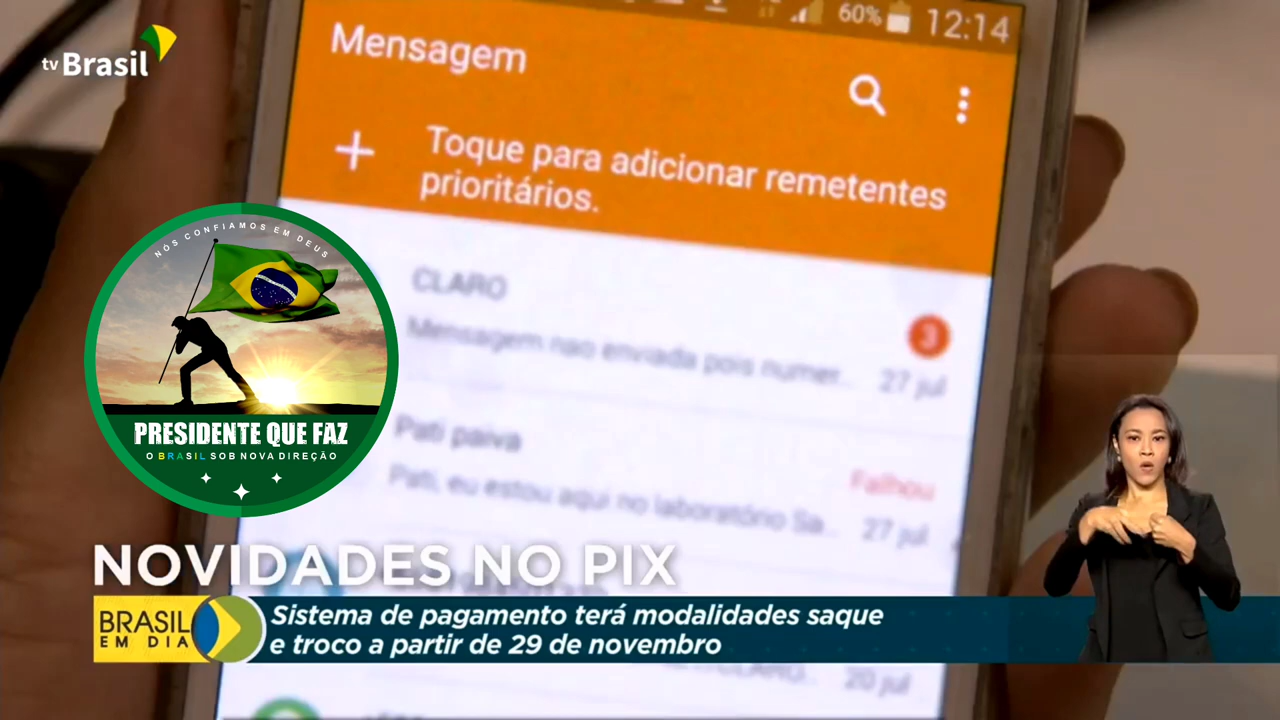 tv Brasil
60% 12:14
Mensagem
Toque para adicionar remetentes
prioritários.
CLARO
Mensagem nao enviada pois numer..
3
27 jul
Pati paiva
Falhou
Pati, eu estou aqui no laboratório Sa...
27 jul
NÓS CONFIAMOS EM DEUS
PRESIDENTE QUE FAZ
O BRASIL SOB NOVA DIREÇÃO
NOVIDADES NO PIX
BRASIL
EM DIA
Sistema de pagamento terá modalidades saque
e troco a partir de 29 de novembro
20 jul